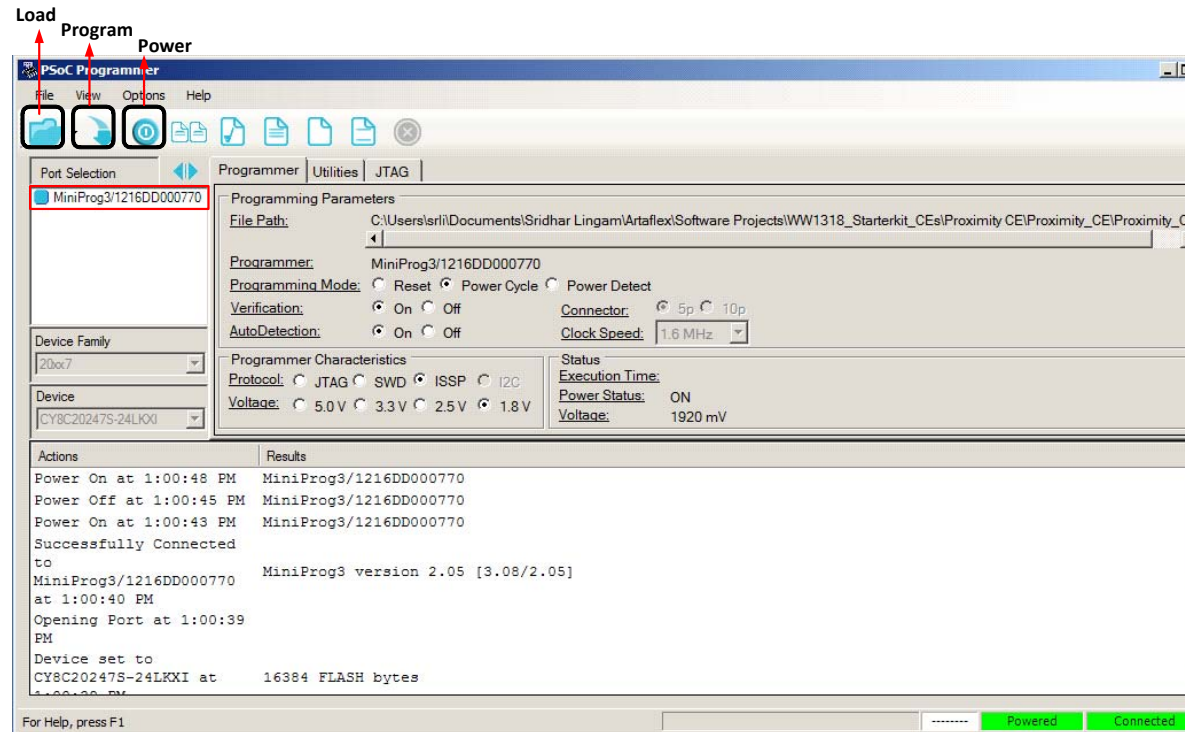 Load
Program
Power
PSoC Programmer
File View Options Help
Port Selection
MiniProg3/1216DD000770
Programmer Utilities JTAG
Programming Parameters
File Path: C:\Users\srli\Documents\Sridhar Lingam\Artaflex\Software Projects\WW1318_Starterkit_CEs\Proximity CE\Proximity_CE\Proximity_C
Programmer: MiniProg3/1216DD000770
Programming Mode: Reset Power Cycle Power Detect
Verification: On Off Connector: 5p 10p
AutoDetection: On Off Clock Speed: 1.6 MHz
Device Family
20xx7
Device
CY8C20247S-24LKXI
Programmer Characteristics
Protocol: JTAG SWD ISSP I2C
Voltage: 5.0 V 3.3 V 2.5 V 1.8 V
Status
Execution Time:
Power Status: ON
Voltage: 1920 mV
Actions Results
Power On at 1:00:48 PM MiniProg3/1216DD000770
Power Off at 1:00:45 PM MiniProg3/1216DD000770
Power On at 1:00:43 PM MiniProg3/1216DD000770
Successfully Connected
to
MiniProg3/1216DD000770
at 1:00:40 PM
MiniProg3 version 2.05 [3.08/2.05]
Opening Port at 1:00:39
PM
Device set to
CY8C20247S-24LKXI at 16384 FLASH bytes
For Help, press F1
-------- Powered Connected